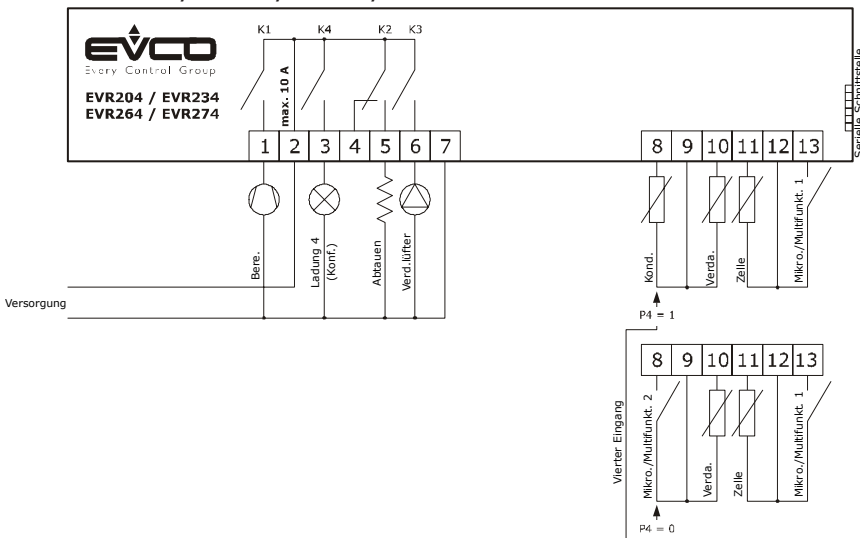 EVCO
Every Control Group
EVR204 / EVR234
EVR264 / EVR274
K1 K4 K2 K3
max. 10 A
1 2 3 4 5 6 7
8 9 10 11 12 13
Serielle Schnittstelle
Bere.
Ladung 4
(Konf.)
Abtauen
Verd.lüfter
Versorgung
Kond.
Verda.
Zelle
Mikro./Multifunkt. 1
P4 = 1
Vierter Eingang
8 9 10 11 12 13
Mikro./Multifunkt. 2
Verda.
Zelle
Mikro./Multifunkt. 1
P4 = 0